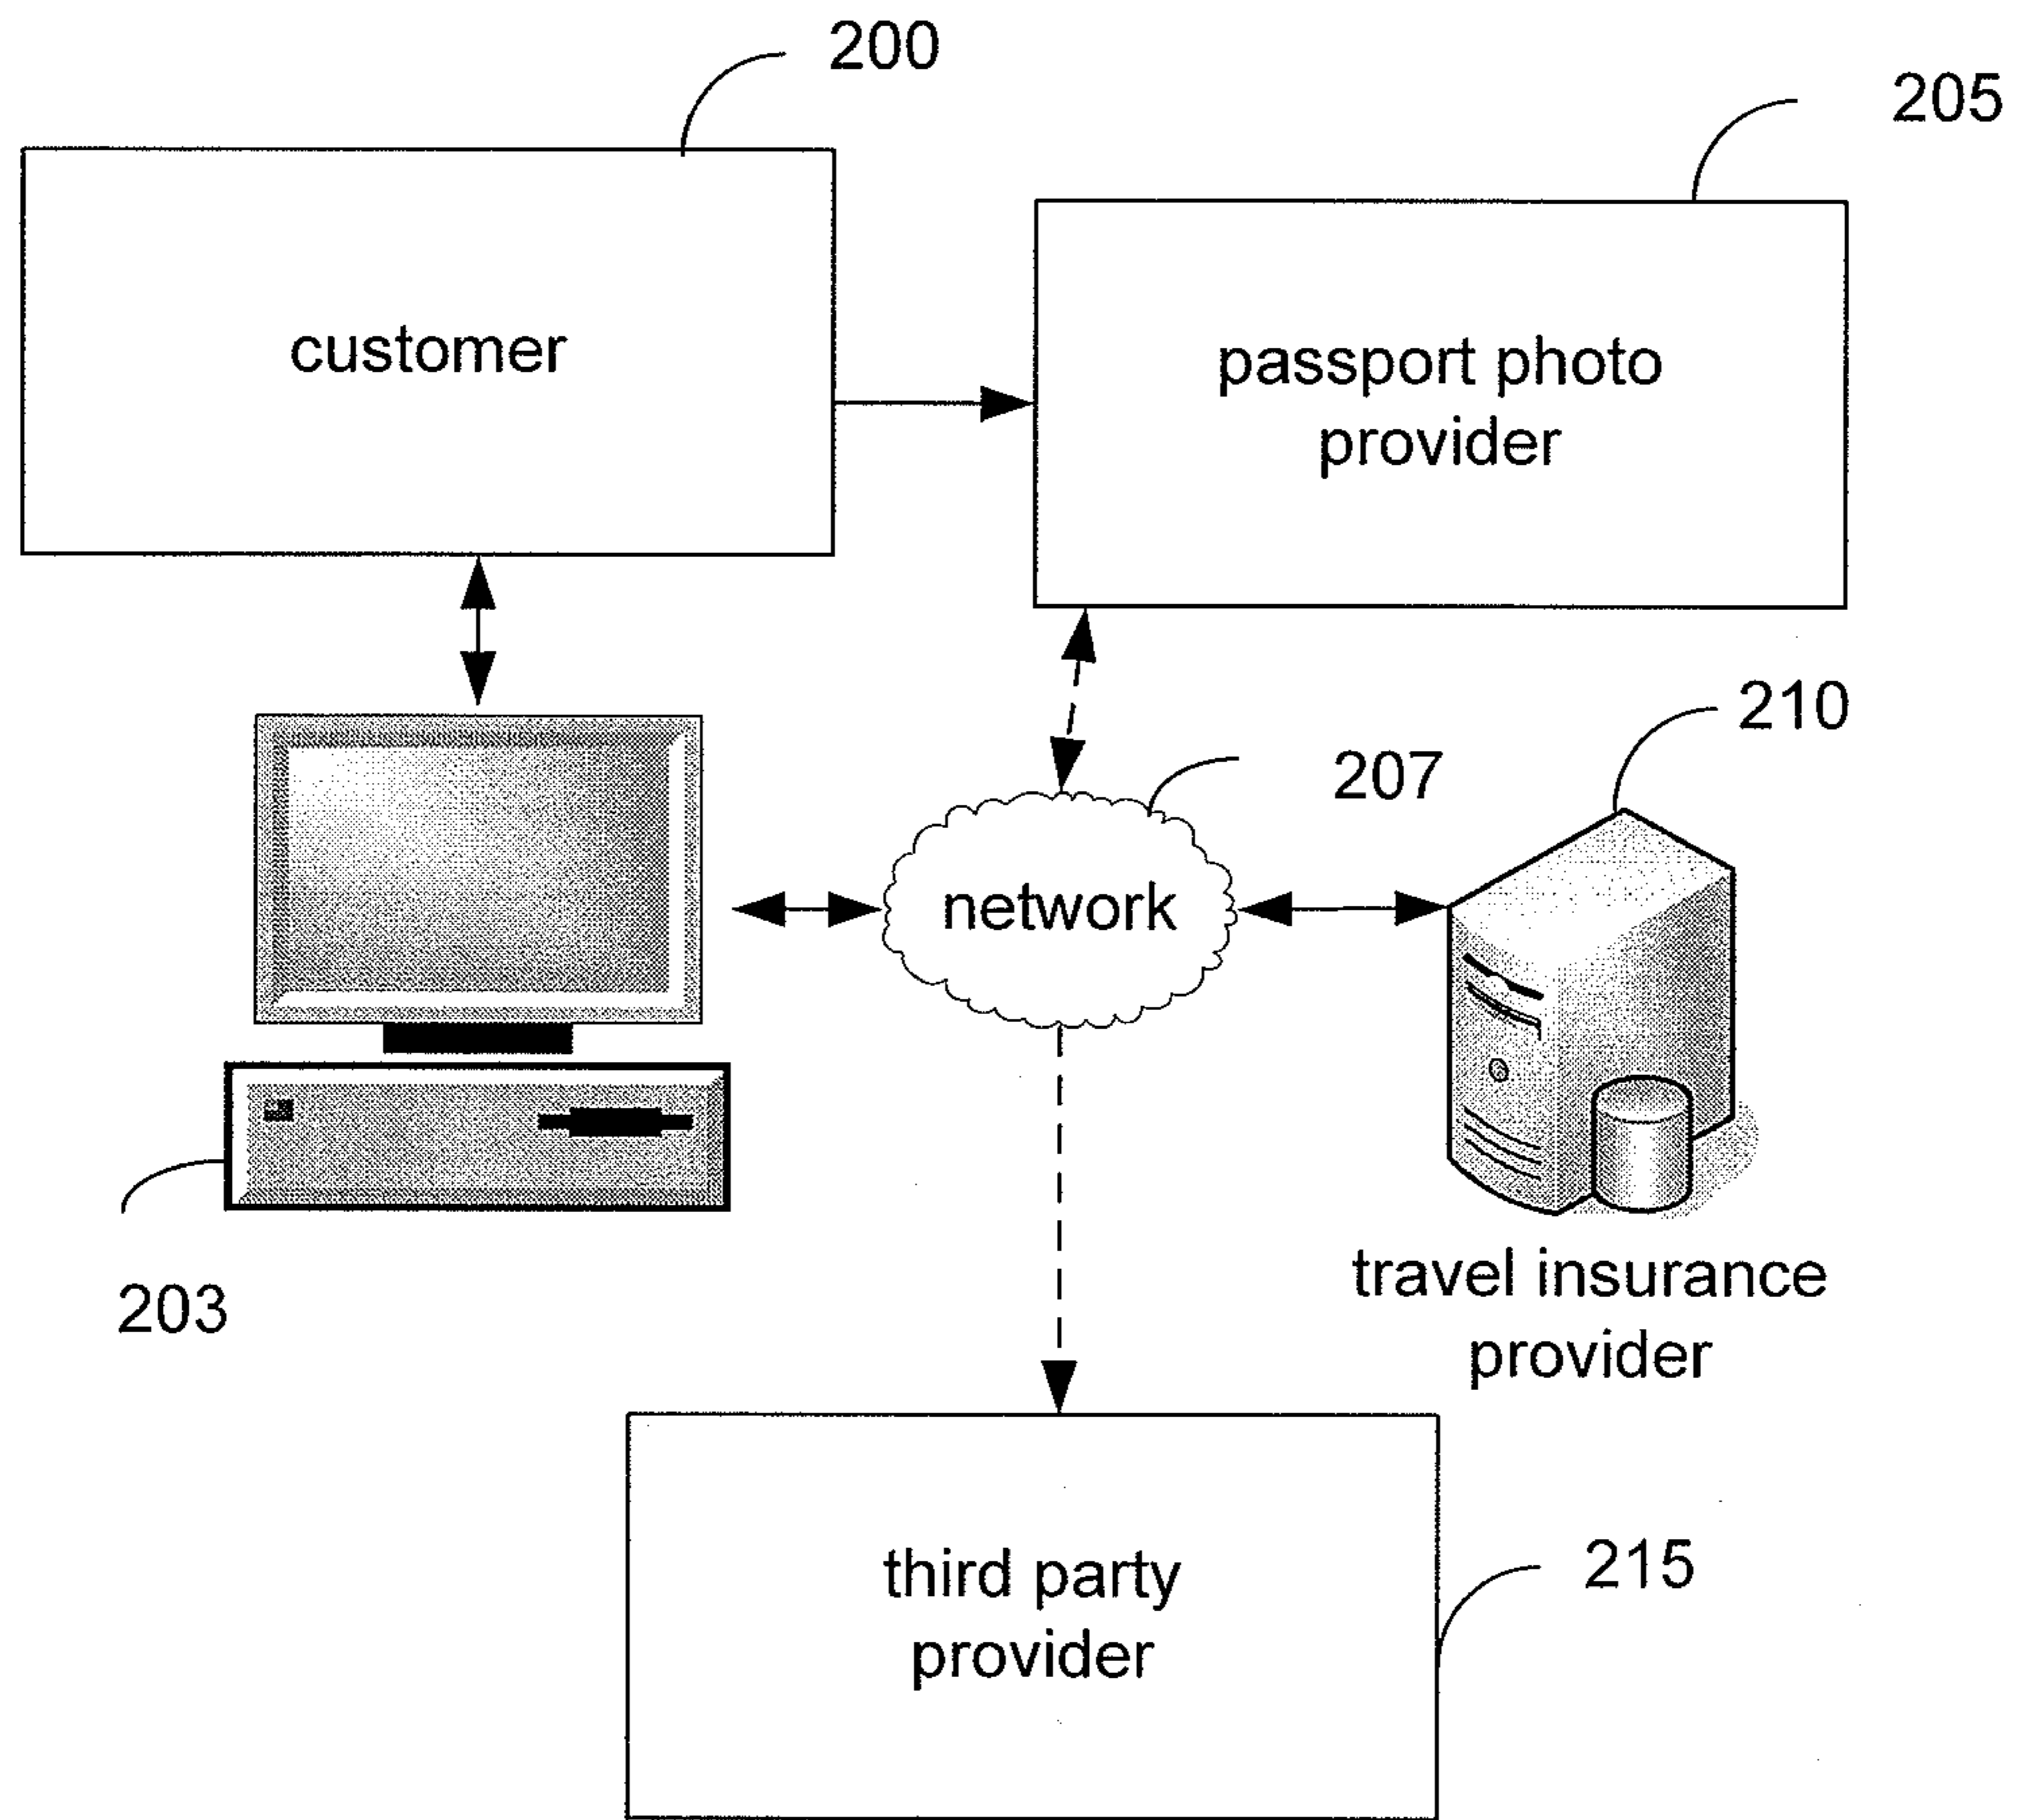 200
205
customer
passport photo
provider
210
207
network
travel insurance
provider
203
third party
provider
215